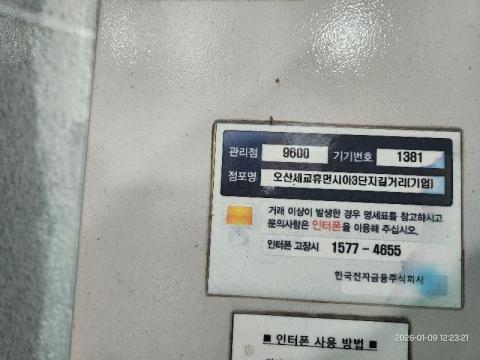 관리점 9600 기기번호 1381
점포명 오산세교휴먼시아3단지길거리(기업)
거래 이상이 발생한 경우 명세표를 참고하시고
문의사항은 인터폰을 이용해 주십시오.
인터폰 고장시 1577-4655
한국전자금융주식회사
■ 인터폰 사용 방법 ■
2026-01-09 12:23:21